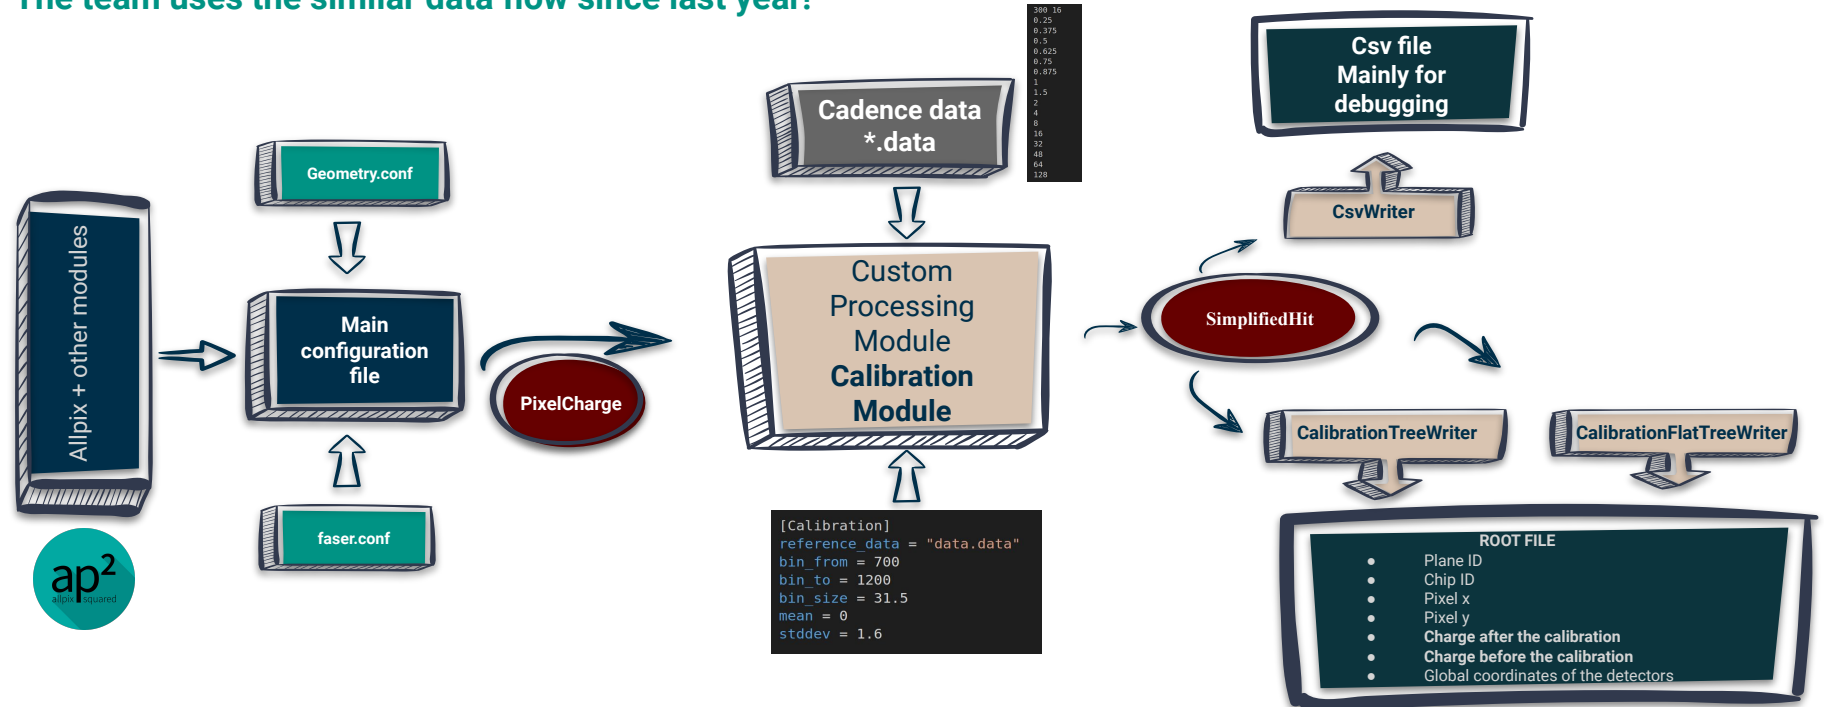 The team uses the similar data flow since last year!
300 16
0.25
0.375
0.5
0.625
0.75
0.875
1
1.5
2
4
8
16
32
48
64
128
Csv file
Mainly for
debugging
Cadence data
*.data
Geometry.conf
CsvWriter
Allpix + other modules
Main
configuration
file
PixelCharge
Custom
Processing
Module
Calibration
Module
SimplifiedHit
CalibrationTreeWriter
CalibrationFlatTreeWriter
faser.conf
ap²
allpix squared
[Calibration]
reference_data = "data.data"
bin_from = 700
bin_to = 1200
bin_size = 31.5
mean = 0
stddev = 1.6
ROOT FILE
● Plane ID
● Chip ID
● Pixel x
● Pixel y
● Charge after the calibration
● Charge before the calibration
● Global coordinates of the detectors